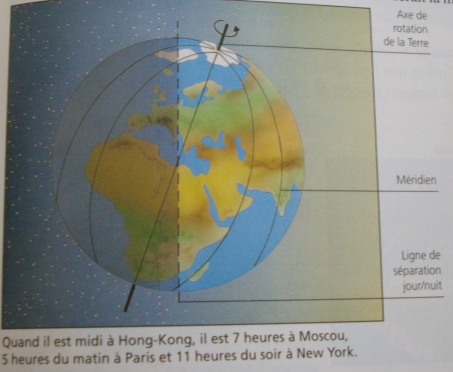 Axe de
rotation
de la Terre
Méridien
Ligne de
séparation
jour/nuit
Quand il est midi à Hong-Kong, il est 7 heures à Moscou,
5 heures du matin à Paris et 11 heures du soir à New York.